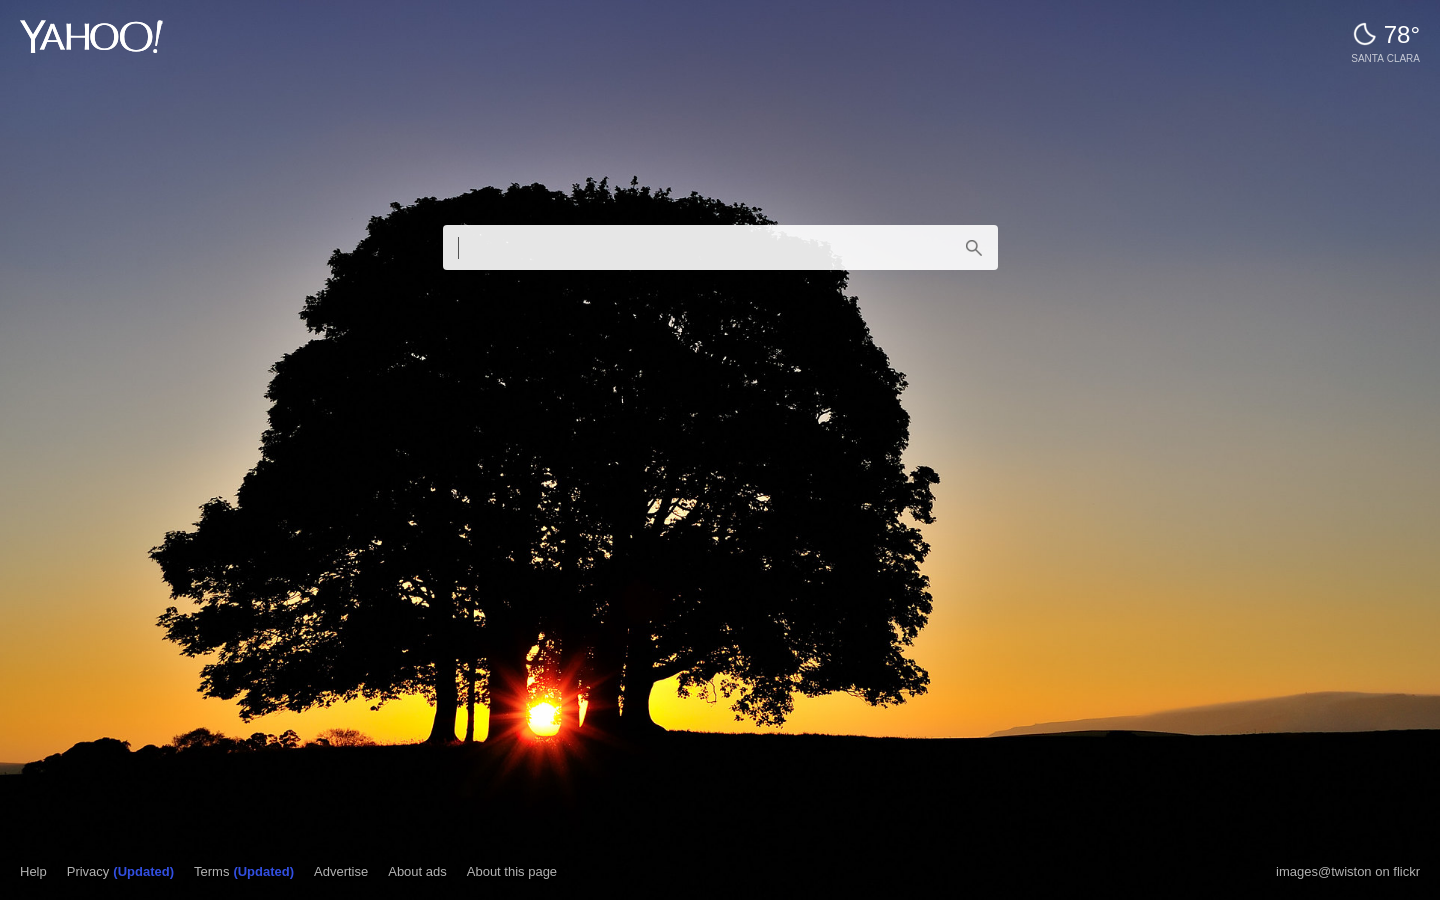 YAHOO!
78°
SANTA CLARA
Help Privacy (Updated) Terms (Updated) Advertise About ads About this page
images@twiston on flickr